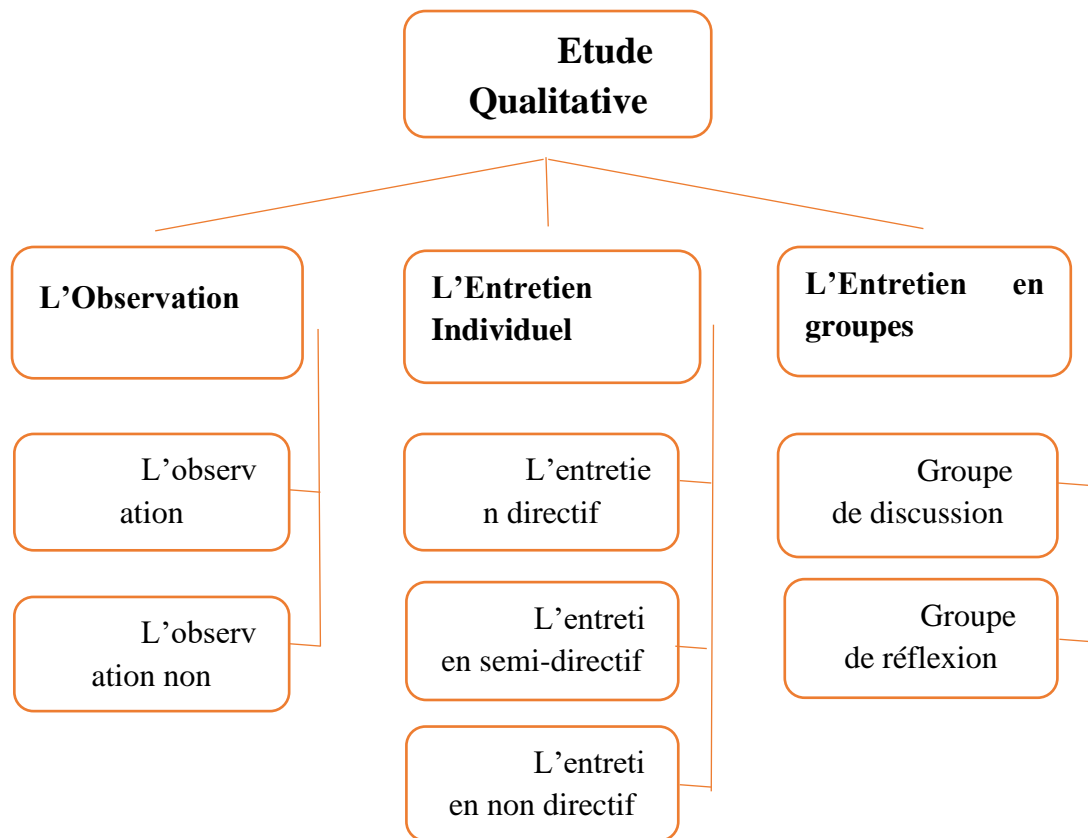 Etude
Qualitative
L’Observation
L’Entretien
Individuel
L’Entretien en
groupes
L’observ
ation
L’observ
ation non
L’entretie
n directif
L’entreti
en semi-directif
L’entreti
en non directif
Groupe
de discussion
Groupe
de réflexion